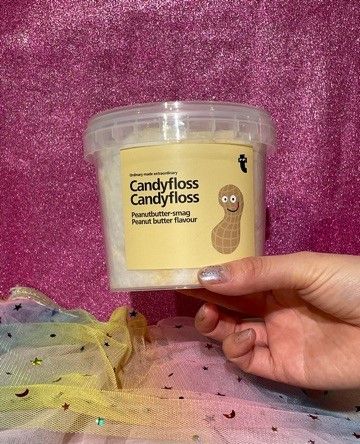 Ordinary made extraordinary
t
Candyfloss
Candyfloss
Peanutbutter-smag
Peanut butter flavour